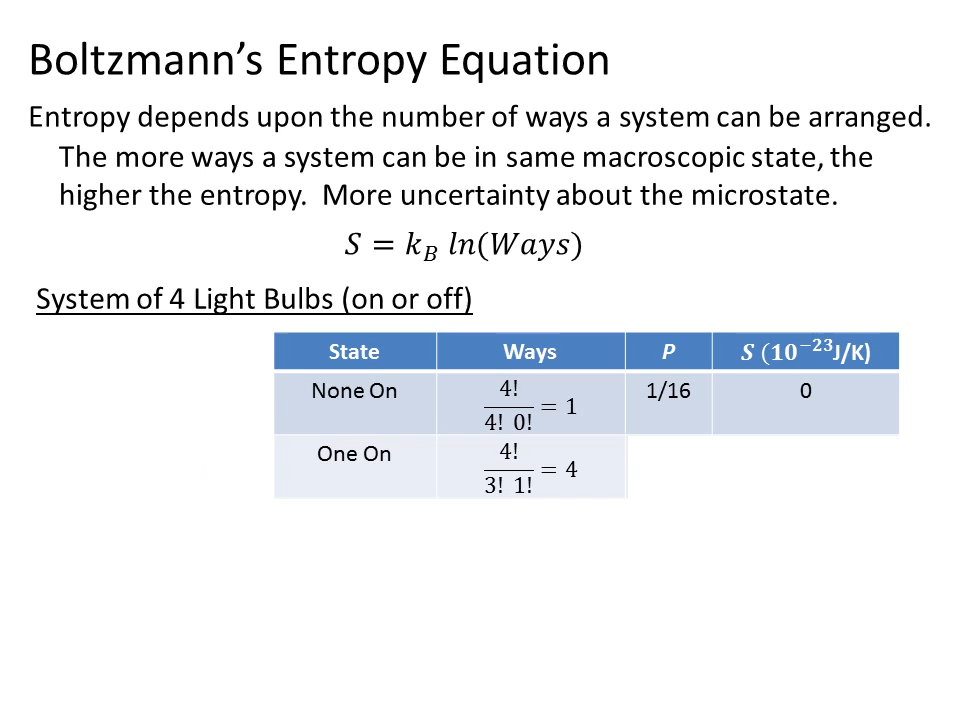 Boltzmann’s Entropy Equation
Entropy depends upon the number of ways a system can be arranged.
The more ways a system can be in same macroscopic state, the
higher the entropy.  More uncertainty about the microstate.
𝑆 = 𝑘_𝐵 𝑙𝑛(𝑊𝑎𝑦𝑠)
System of 4 Light Bulbs (on or off)
State Ways P S (10⁻²³J/K)
None On 4!/(4! 0!) = 1 1/16 0
One On 4!/(3! 1!) = 4